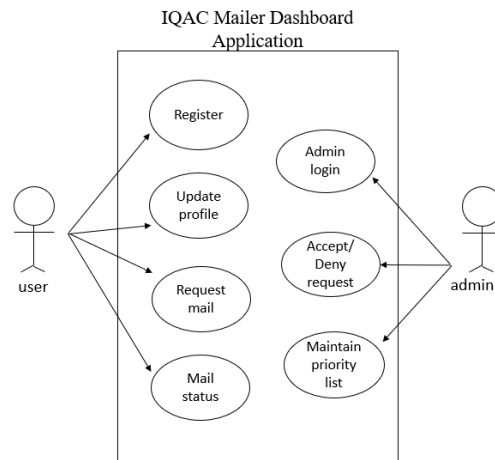 IQAC Mailer Dashboard
Application
Register
Update
profile
Request
mail
Mail
status
Admin
login
Accept/
Deny
request
Maintain
priority
list
user
admin